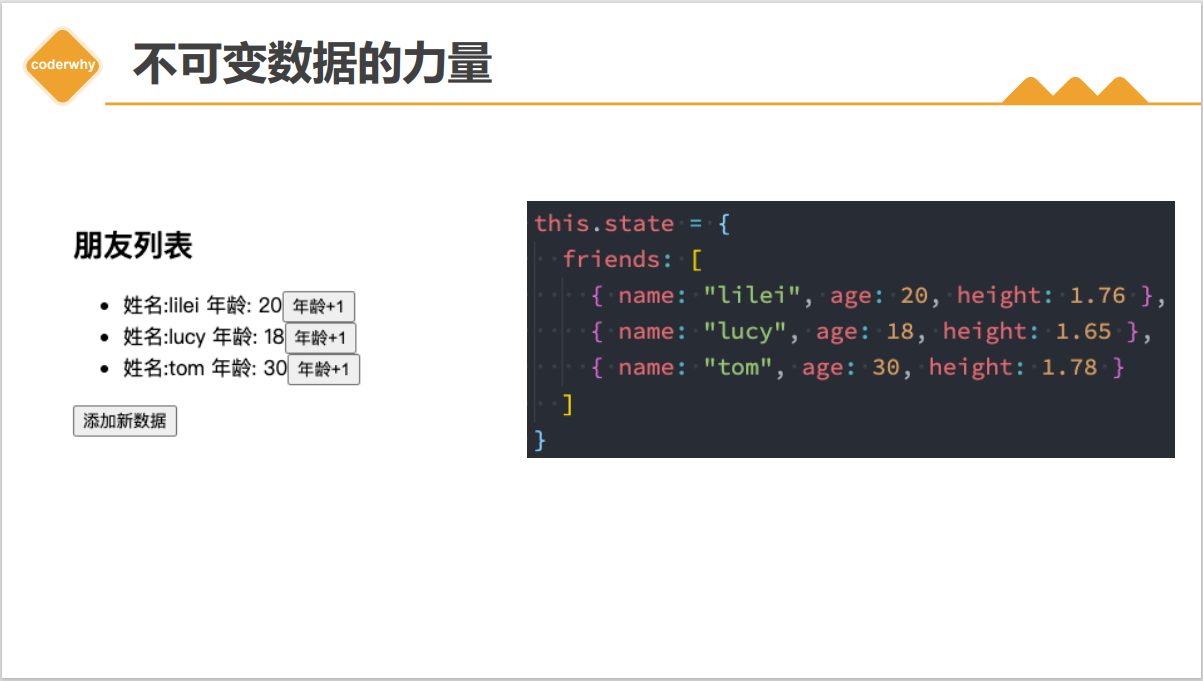 coderwhy
不可变数据的力量
朋友列表
• 姓名:lilei 年龄: 20 年龄+1
• 姓名:lucy 年龄: 18 年龄+1
• 姓名:tom 年龄: 30 年龄+1
添加新数据
this.state = {
  friends: [
    { name: "lilei", age: 20, height: 1.76 },
    { name: "lucy", age: 18, height: 1.65 },
    { name: "tom", age: 30, height: 1.78 }
  ]
}